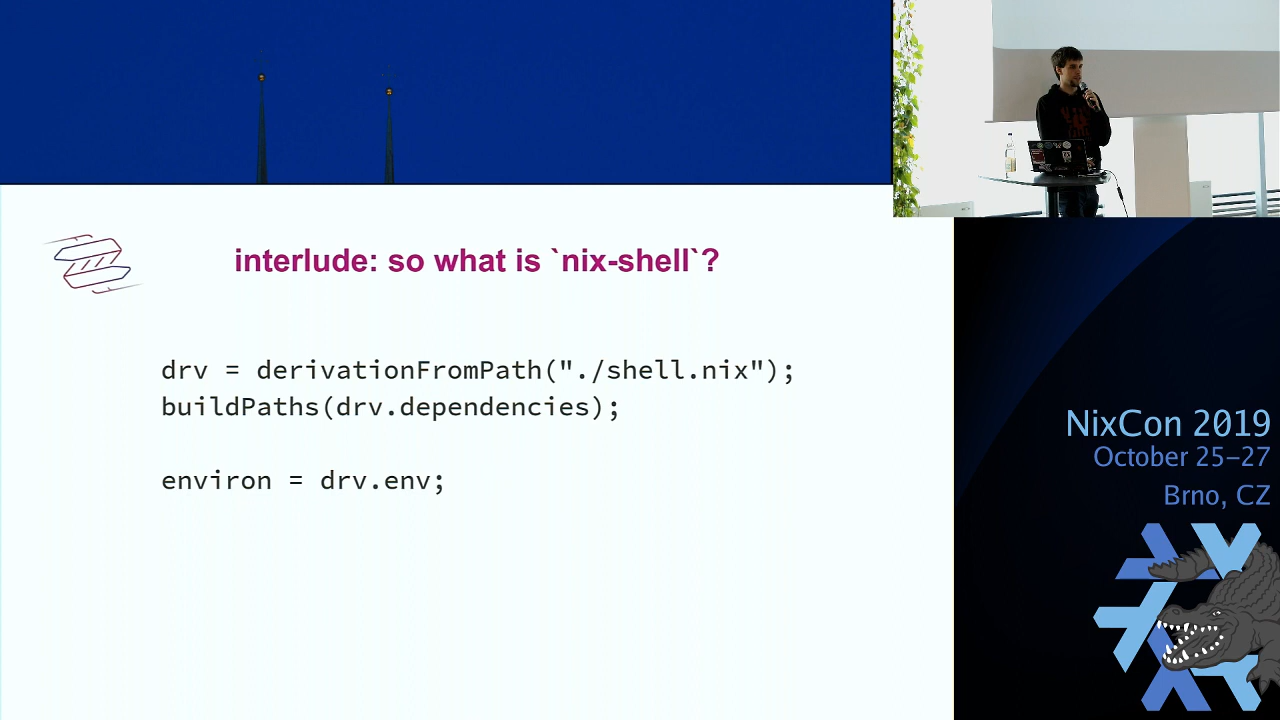 interlude: so what is `nix-shell`?
drv = derivationFromPath("./shell.nix");
buildPaths(drv.dependencies);
environ = drv.env;
NixCon 2019
October 25–27
Brno, CZ